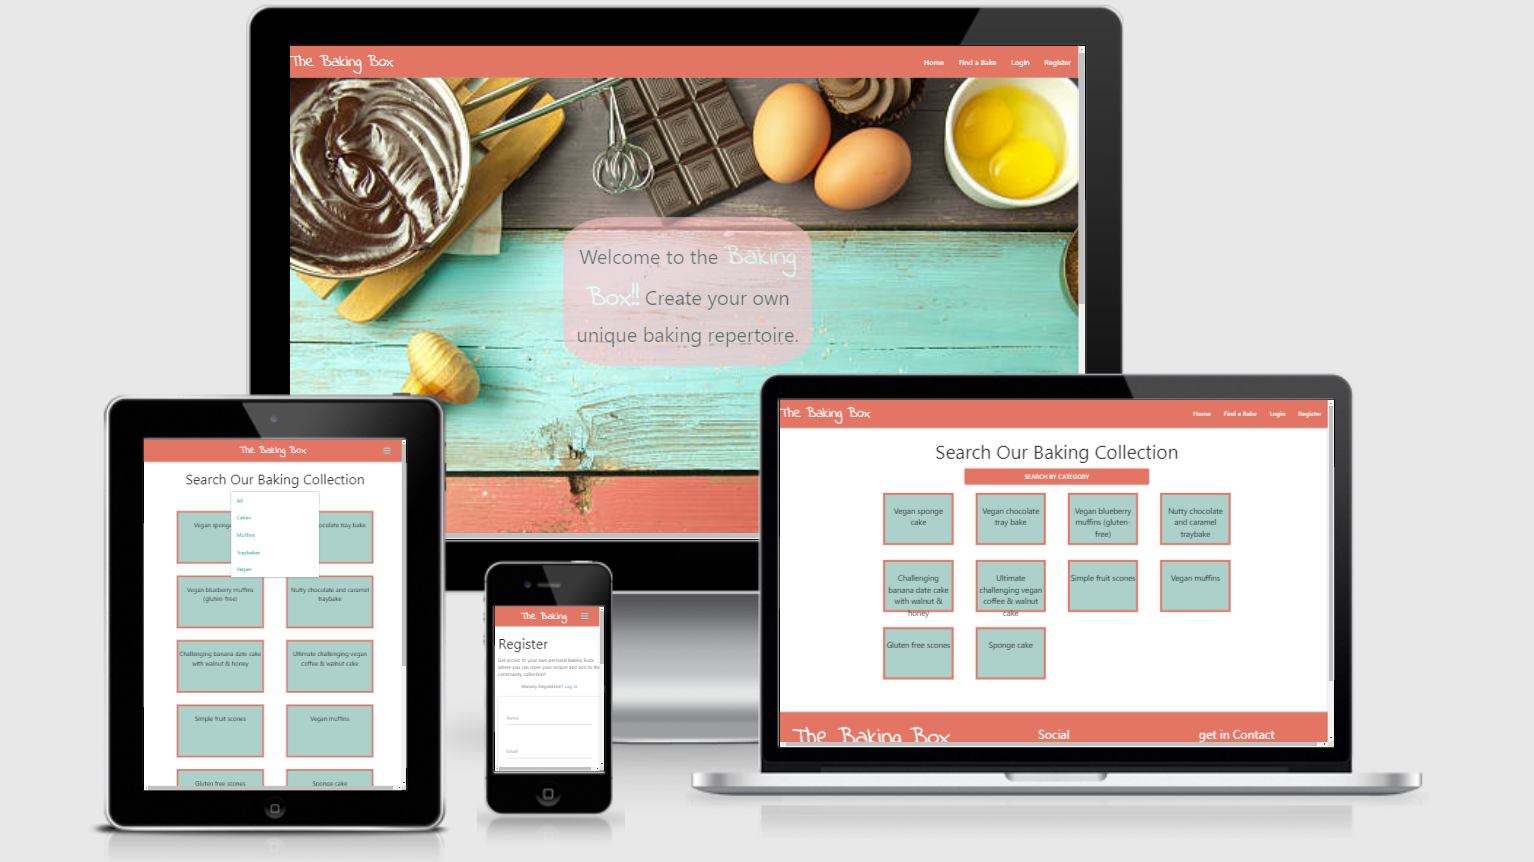 The Baking Box
Home Find a Bake Login Register
Welcome to the Baking
Box!! Create your own
unique baking repertoire.
The Baking Box
Search Our Baking Collection
All
Cakes
Muffins
Traybakes
Vegan
Vegan spong
ocolate tray bake
Vegan blueberry muffins
(gluten-free)
Nutty chocolate and caramel
traybake
Challenging banana date cake
with walnut & honey
Ultimate challenging vegan
coffee & walnut cake
Simple fruit scones
Vegan muffins
Gluten free scones
Sponge cake
The Baking
Register
Get access to your own personal Baking Book
where you can store your recipes and add to the
community collection!!
Already Registered? Log In
Name
Email
The Baking Box
Home Find a Bake Login Register
Search Our Baking Collection
SEARCH BY CATEGORY
Vegan sponge
cake
Vegan chocolate
tray bake
Vegan blueberry
muffins (gluten-
free)
Nutty chocolate
and caramel
traybake
Challenging
banana date cake
with walnut &
honey
Ultimate
challenging vegan
coffee & walnut
cake
Simple fruit scones
Vegan muffins
Gluten free scones
Sponge cake
The Baking Box
Social
get in Contact